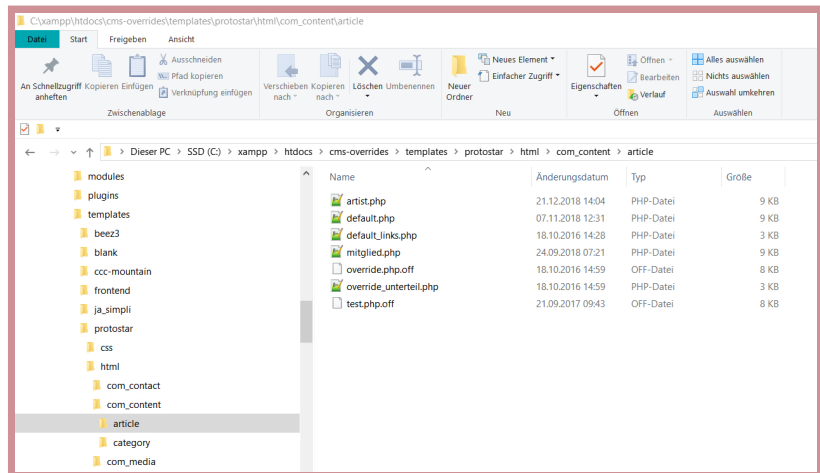 C:\xampp\htdocs\cms-overrides\templates\protostar\html\com_content\article
Datei Start Freigeben Ansicht
An Schnellzugriff anheften
Kopieren
Einfügen
Ausschneiden
Pfad kopieren
Verknüpfung einfügen
Zwischenablage
Verschieben nach
Kopieren nach
Löschen
Umbenennen
Organisieren
Neuer Ordner
Neues Element
Einfacher Zugriff
Neu
Eigenschaften
Öffnen
Bearbeiten
Verlauf
Öffnen
Alles auswählen
Nichts auswählen
Auswahl umkehren
Auswählen
Dieser PC > SSD (C:) > xampp > htdocs > cms-overrides > templates > protostar > html > com_content > article
modules
plugins
templates
beez3
blank
ccc-mountain
frontend
ja_simpli
protostar
css
html
com_contact
com_content
article
category
com_media
Name Änderungsdatum Typ Größe
artist.php 21.12.2018 14:04 PHP-Datei 9 KB
default.php 07.11.2018 12:31 PHP-Datei 9 KB
default_links.php 18.10.2016 14:28 PHP-Datei 3 KB
mitglied.php 24.09.2018 07:21 PHP-Datei 9 KB
override.php.off 18.10.2016 14:59 OFF-Datei 8 KB
override_unterteil.php 18.10.2016 14:59 PHP-Datei 3 KB
test.php.off 21.09.2017 09:43 OFF-Datei 8 KB